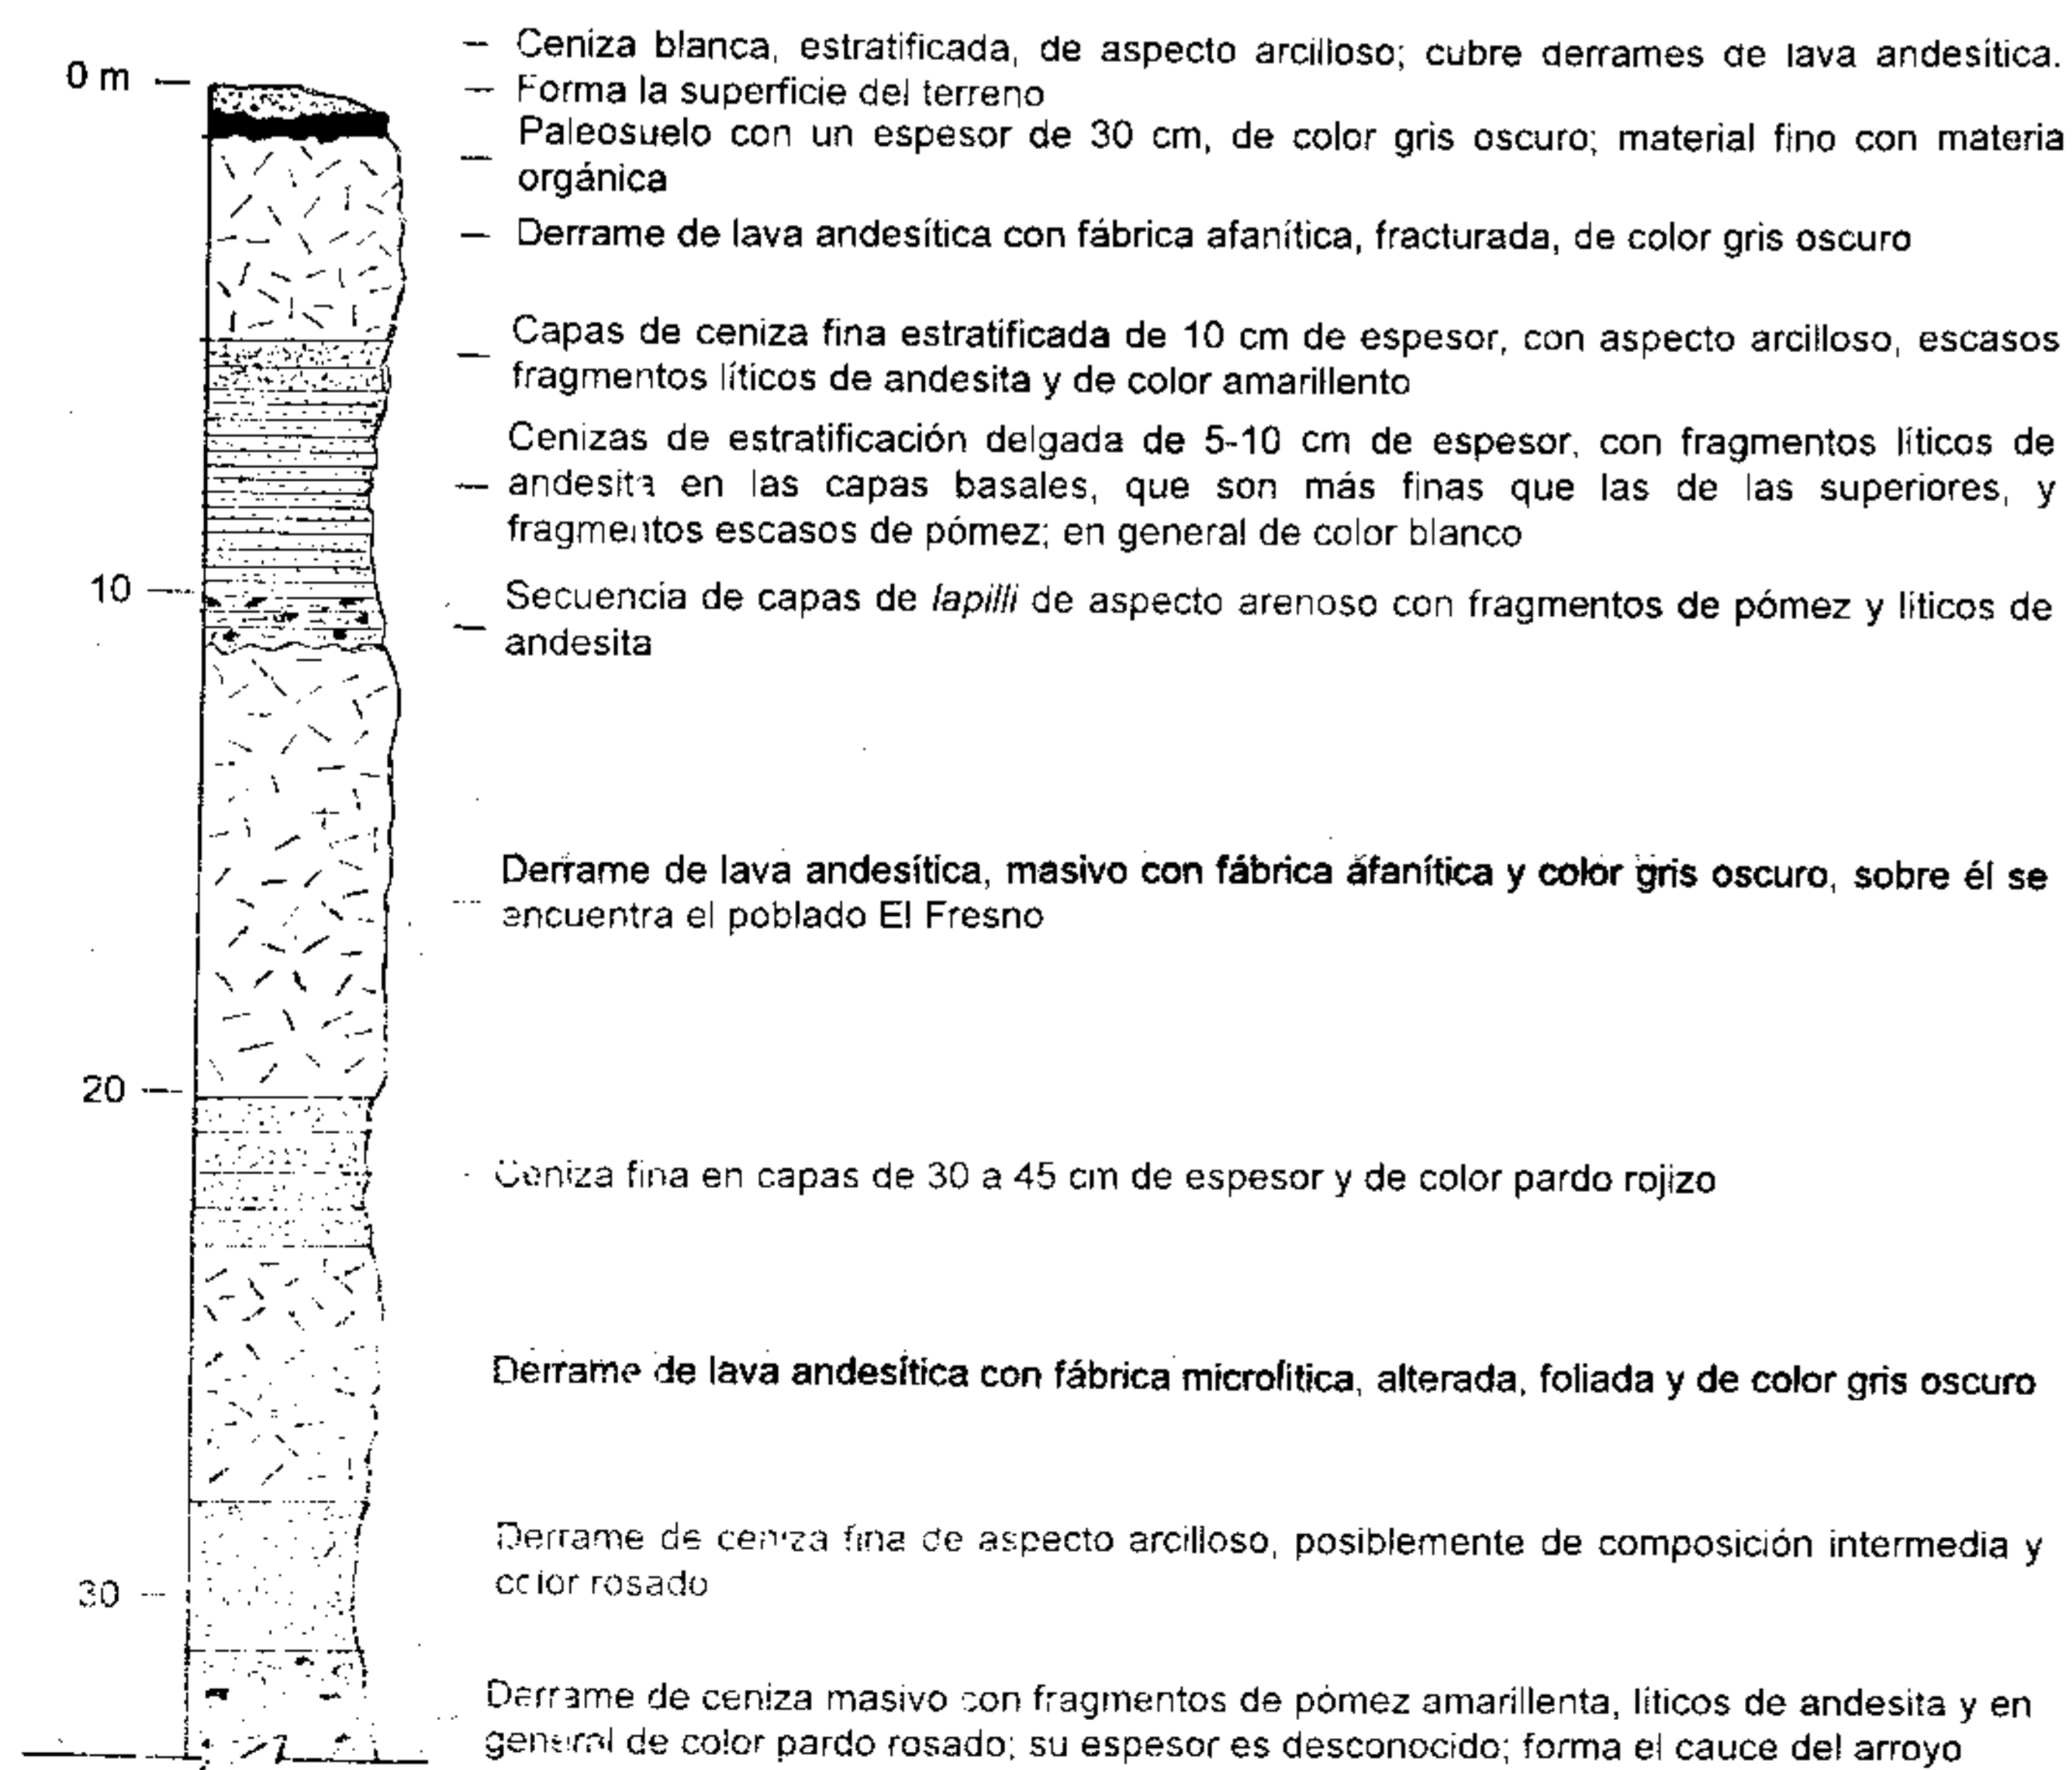 0 m
Ceniza blanca, estratificada, de aspecto arcilloso; cubre derrames de lava andesítica.
Forma la superficie del terreno
Paleosuelo con un espesor de 30 cm, de color gris oscuro; material fino con materia
orgánica
Derrame de lava andesítica con fábrica afanítica, fracturada, de color gris oscuro
Capas de ceniza fina estratificada de 10 cm de espesor, con aspecto arcilloso, escasos
fragmentos líticos de andesita y de color amarillento
Cenizas de estratificación delgada de 5-10 cm de espesor, con fragmentos líticos de
andesita en las capas basales, que son más finas que las de las superiores, y
fragmentos escasos de pómez; en general de color blanco
10
Secuencia de capas de lapilli de aspecto arenoso con fragmentos de pómez y líticos de
andesita
Derrame de lava andesítica, masivo con fábrica afanítica y color gris oscuro, sobre él se
encuentra el poblado El Fresno
20
Ceniza fina en capas de 30 a 45 cm de espesor y de color pardo rojizo
Derrame de lava andesítica con fábrica microlitica, alterada, foliada y de color gris oscuro
Derrame de ceniza fina de aspecto arcilloso, posiblemente de composición intermedia y
color rosado
30
Derrame de ceniza masivo con fragmentos de pómez amarillenta, líticos de andesita y en
general de color pardo rosado; su espesor es desconocido; forma el cauce del arroyo